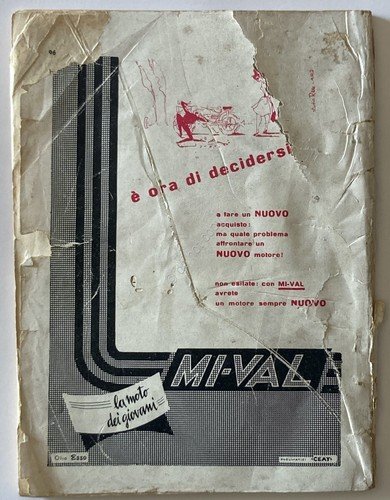 96
è ora di decidersi
a fare un NUOVO
acquisto:
ma quale problema
affrontare un
NUOVO motore!
non esitate: con MI-VAL
avrete
un motore sempre NUOVO
MI-VAL
la moto
dei giovani
Olio Esso
PNEUMATICI CEAT